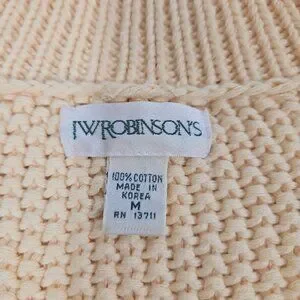 JWROBINSON'S
100% COTTON
MADE IN
KOREA
M
RN 13711